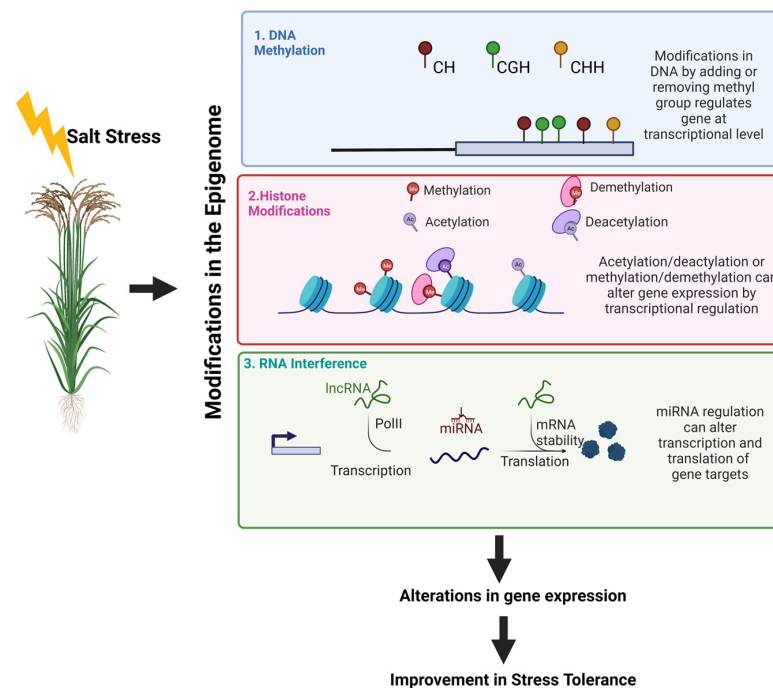 Salt Stress
Modifications in the Epigenome
1. DNA
Methylation
CH
CGH
CHH
Modifications in
DNA by adding or
removing methyl
group regulates
gene at
transcriptional level
2.Histone
Modifications
Me
Methylation
Me
Demethylation
Ac
Acetylation
Ac
Deacetylation
Me
Me
Ac
Me
Ac
Acetylation/deactylation or
methylation/demethylation can
alter gene expression by
transcriptional regulation
3. RNA Interference
lncRNA
PolII
Transcription
miRNA
mRNA
stability
Translation
miRNA regulation
can alter
transcription and
translation of
gene targets
Alterations in gene expression
Improvement in Stress Tolerance